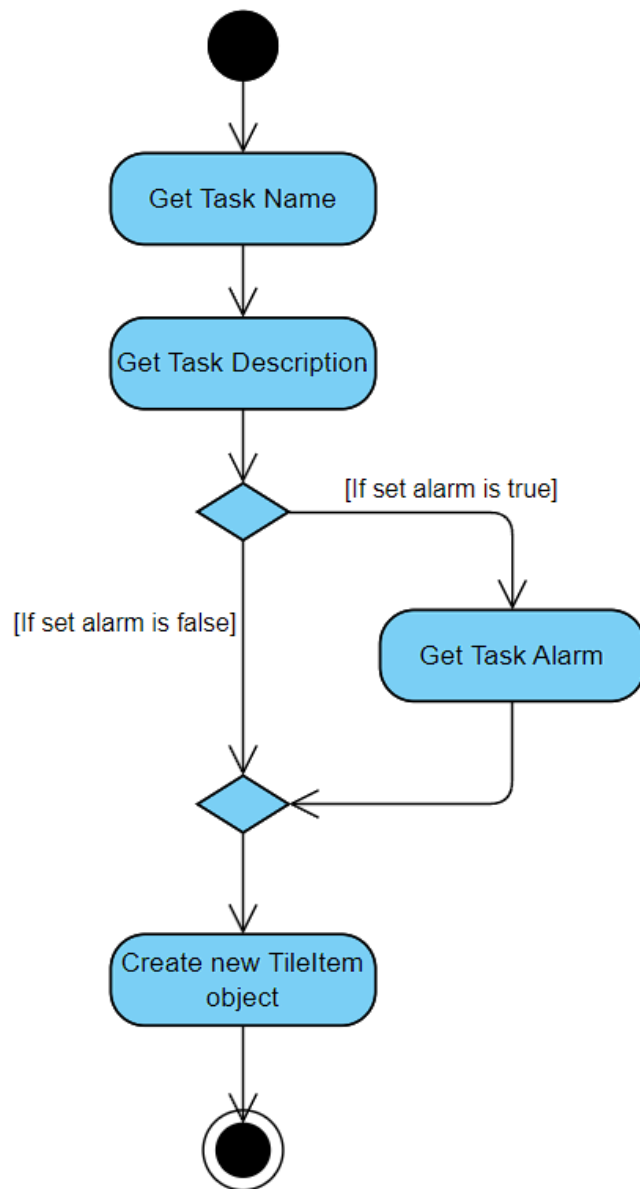 Get Task Name
Get Task Description
[If set alarm is true]
[If set alarm is false]
Get Task Alarm
Create new TileItem
object